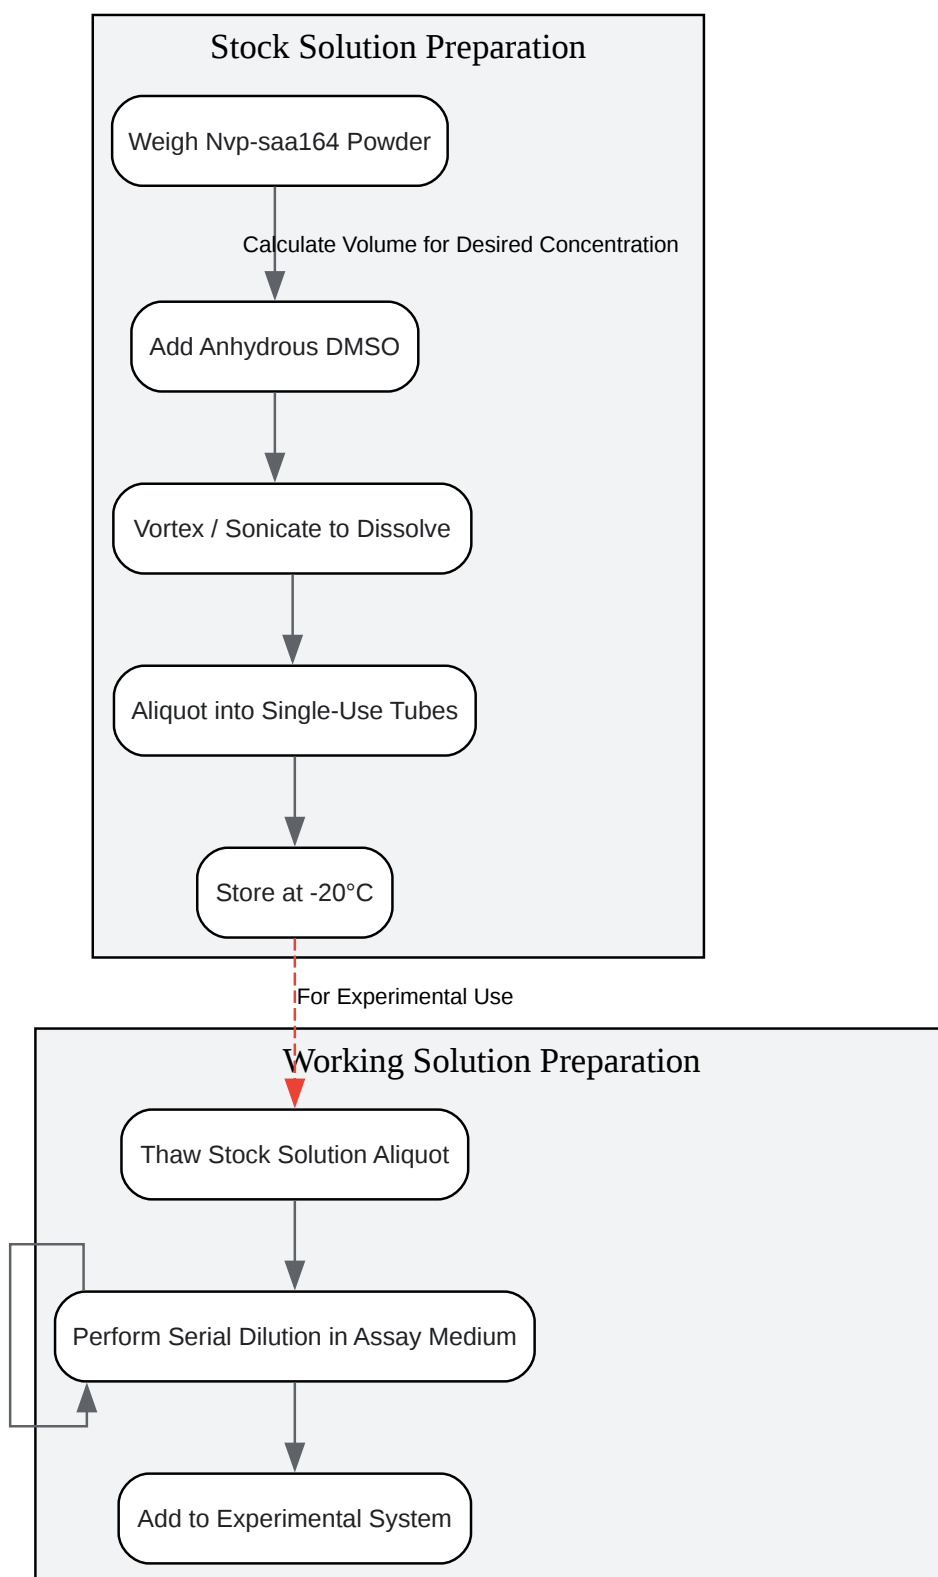 Stock Solution Preparation
Weigh Nvp-saa164 Powder
Calculate Volume for Desired Concentration
Add Anhydrous DMSO
Vortex / Sonicate to Dissolve
Aliquot into Single-Use Tubes
Store at -20°C
For Experimental Use
Working Solution Preparation
Thaw Stock Solution Aliquot
Perform Serial Dilution in Assay Medium
Add to Experimental System